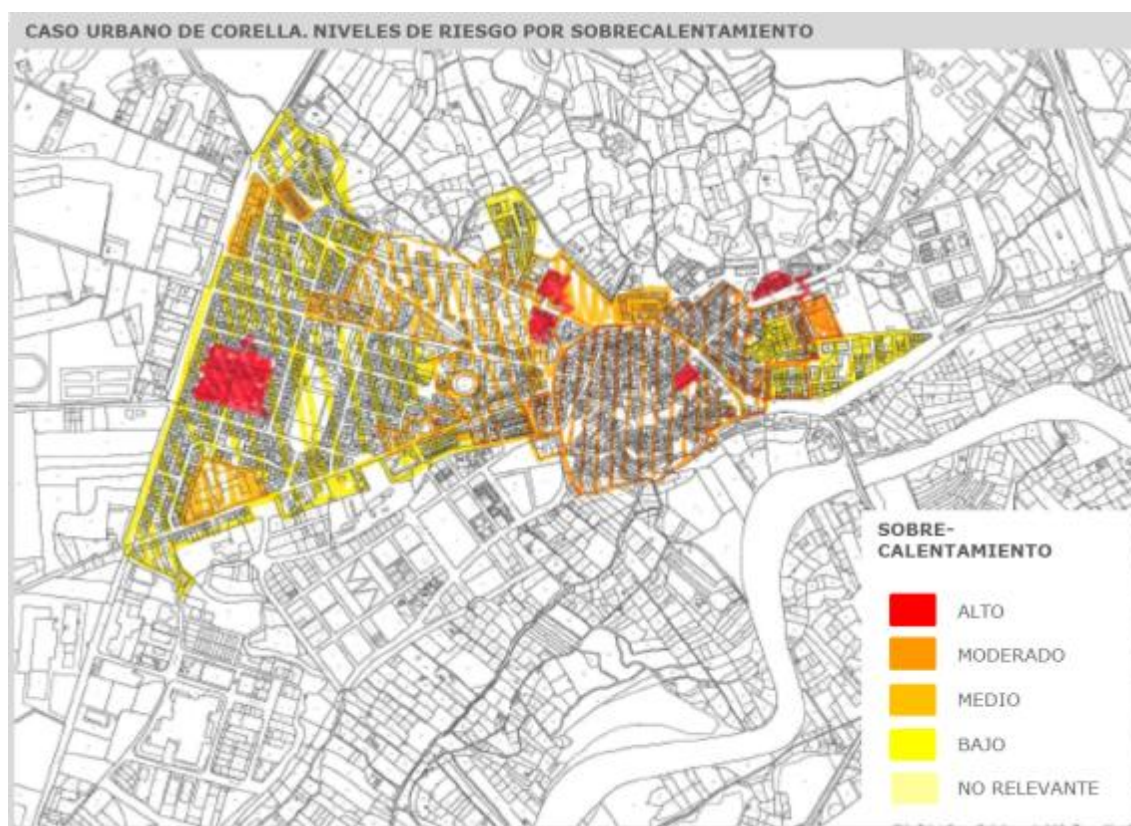 CASO URBANO DE CORELLA. NIVELES DE RIESGO POR SOBRECALENTAMIENTO
SOBRE-
CALENTAMIENTO
ALTO
MODERADO
MEDIO
BAJO
NO RELEVANTE